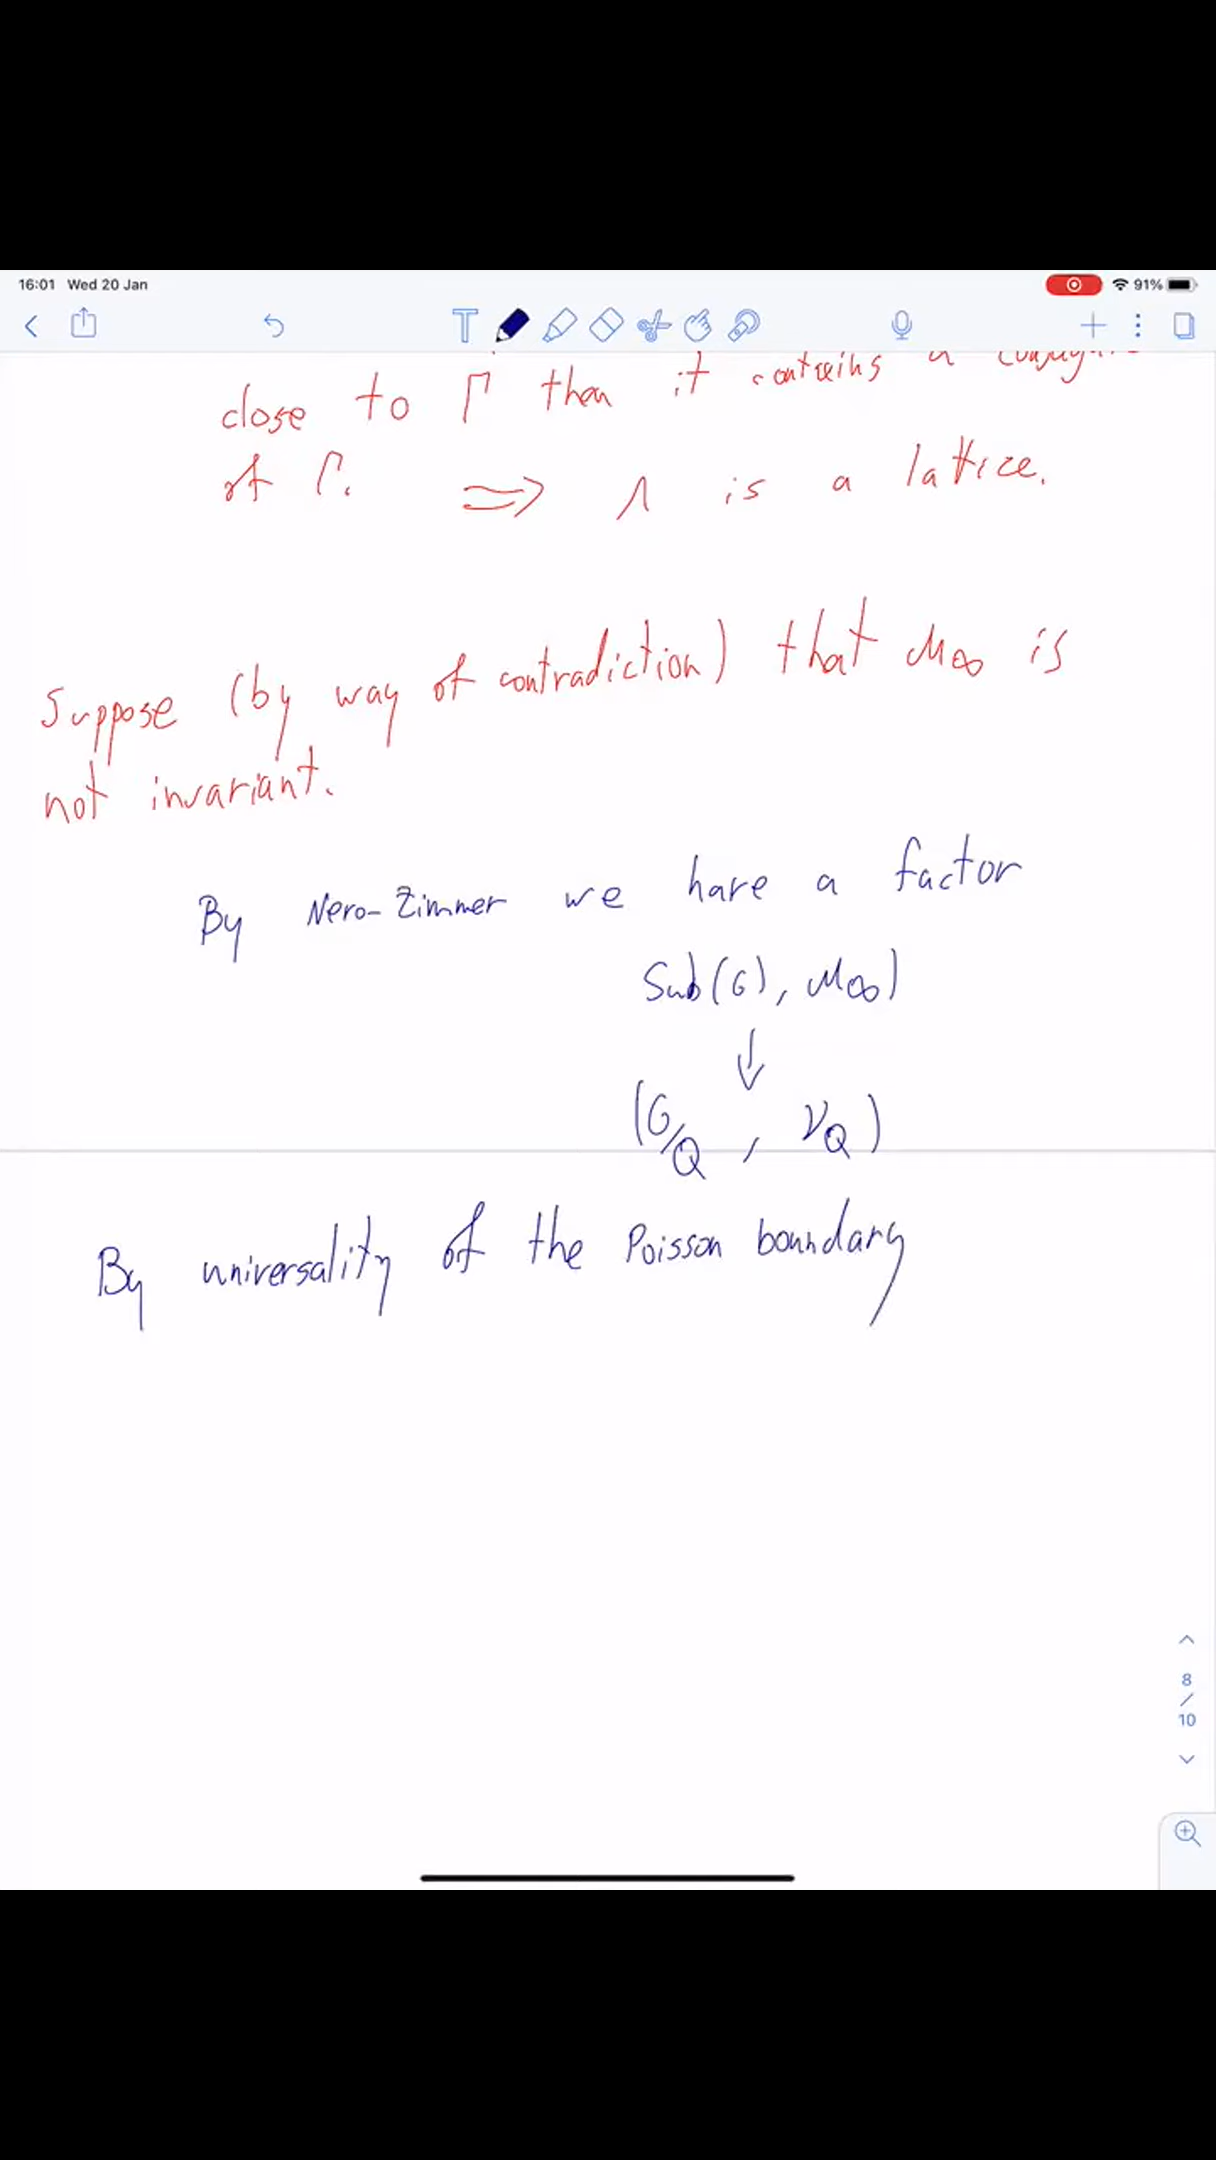 16:01 Wed 20 Jan
91%
T
close to Γ then it contains a
of Γ. ⇒ Λ is a lattice.
Suppose (by way of contradiction) that μ∞ is
not invariant.
By Nevo-Zimmer we have a factor
Sub(G), μ∞)
↓
(G/Q, ν_Q)
By universality of the Poisson boundary
8
/
10